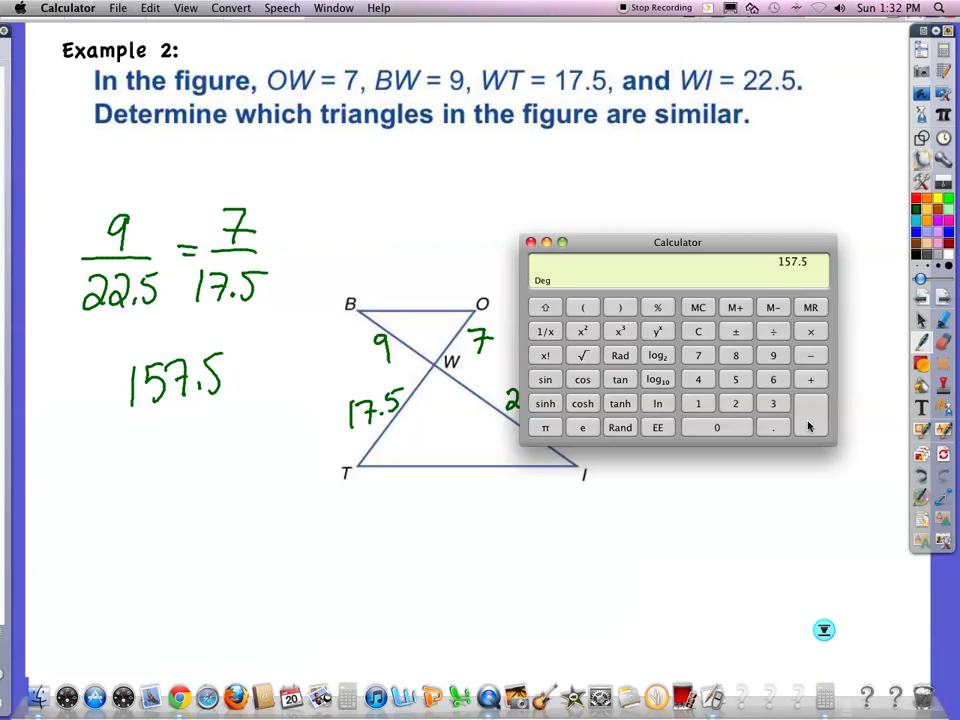 Calculator File Edit View Convert Speech Window Help Stop Recording Sun 1:32 PM
Example 2:
In the figure, OW = 7, BW = 9, WT = 17.5, and WI = 22.5.
Determine which triangles in the figure are similar.
9/22.5 = 7/17.5
157.5
B O
9 7
W
17.5 2
T I
Calculator
157.5
Deg
( ) % MC M+ M- MR
1/x x² x³ yˣ C ± ÷ ×
x! √ Rad log₂ 7 8 9 −
sin cos tan log₁₀ 4 5 6 +
sinh cosh tanh ln 1 2 3
π e Rand EE 0 .
T
π
20